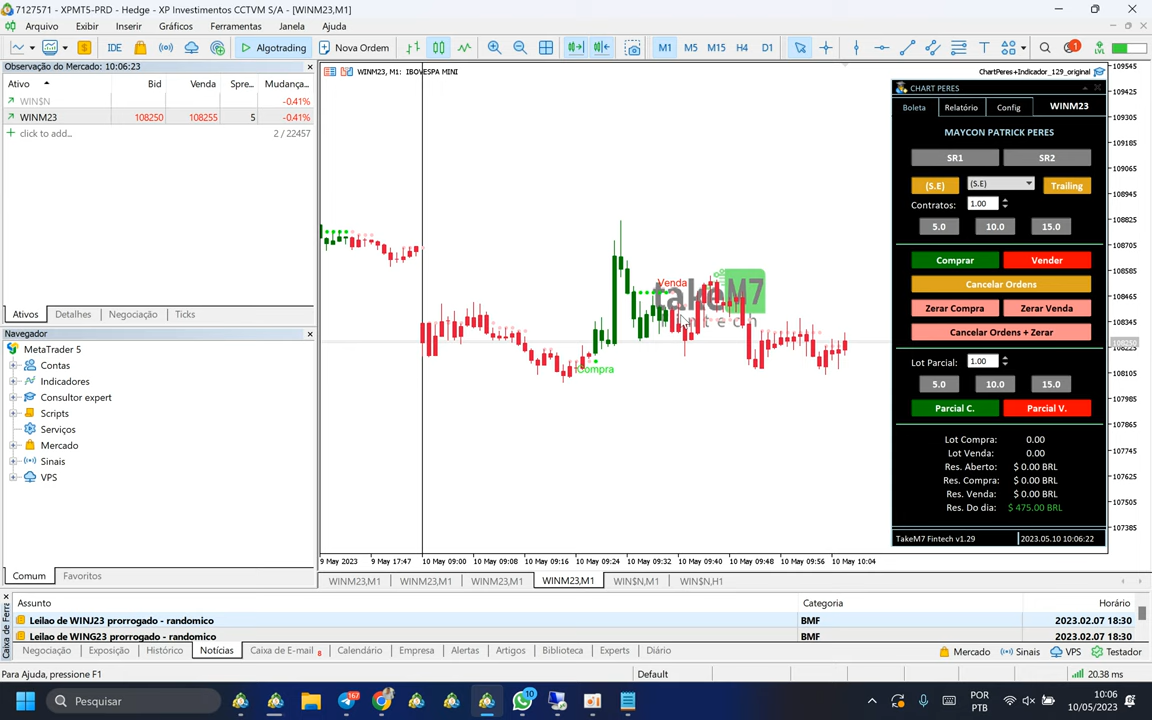 7127571 - XPMT5-PRD - Hedge - XP Investimentos CCTVM S/A - [WINM23,M1]
Arquivo Exibir Inserir Gráficos Ferramentas Janela Ajuda
IDE Algotrading Nova Ordem M1 M5 M15 H4 D1 1 LVL
Observação do Mercado: 10:06:23
Ativo Bid Venda Spre... Mudança...
WIN$N -0.41%
WINM23 108250 108255 5 -0.41%
click to add... 2 / 22457
Ativos Detalhes Negociação Ticks
Navegador
MetaTrader 5
Contas
Indicadores
Consultor expert
Scripts
Serviços
Mercado
Sinais
VPS
Comum Favoritos
WINM23, M1: IBOVESPA MINI
ChartPeres+Indicador_129_original
Venda
takeM7
fintech
Compra
109545
109425
109305
109185
109065
108945
108825
108705
108585
108465
108345
108250
108225
108105
107985
107865
107745
107625
107505
107385
9 May 2023 9 May 17:47 10 May 09:00 10 May 09:08 10 May 09:16 10 May 09:24 10 May 09:32 10 May 09:40 10 May 09:48 10 May 09:56 10 May 10:04
CHART PERES
Boleta Relatório Config WINM23
MAYCON PATRICK PERES
SR1 SR2
(S.E) (S.E) Trailing
Contratos: 1.00
5.0 10.0 15.0
Comprar Vender
Cancelar Ordens
Zerar Compra Zerar Venda
Cancelar Ordens + Zerar
Lot Parcial: 1.00
5.0 10.0 15.0
Parcial C. Parcial V.
Lot Compra: 0.00
Lot Venda: 0.00
Res. Aberto: $ 0.00 BRL
Res. Compra: $ 0.00 BRL
Res. Venda: $ 0.00 BRL
Res. Do dia: $ 475.00 BRL
TakeM7 Fintech v1.29 2023.05.10 10:06:22
WINM23,M1 WINM23,M1 WINM23,M1 WINM23,M1 WIN$N,M1 WIN$N,H1
Assunto Categoria Horário
Leilao de WINJ23 prorrogado - randomico BMF 2023.02.07 18:30
Leilao de WING23 prorrogado - randomico BMF 2023.02.07 18:30
Caixa de Ferr
Negociação Exposição Histórico Notícias Caixa de E-mail 8 Calendário Empresa Alertas Artigos Biblioteca Experts Diário
Mercado Sinais VPS Testador
Para Ajuda, pressione F1 Default 20.38 ms
Pesquisar 167 10 POR PTB 10:06 10/05/2023